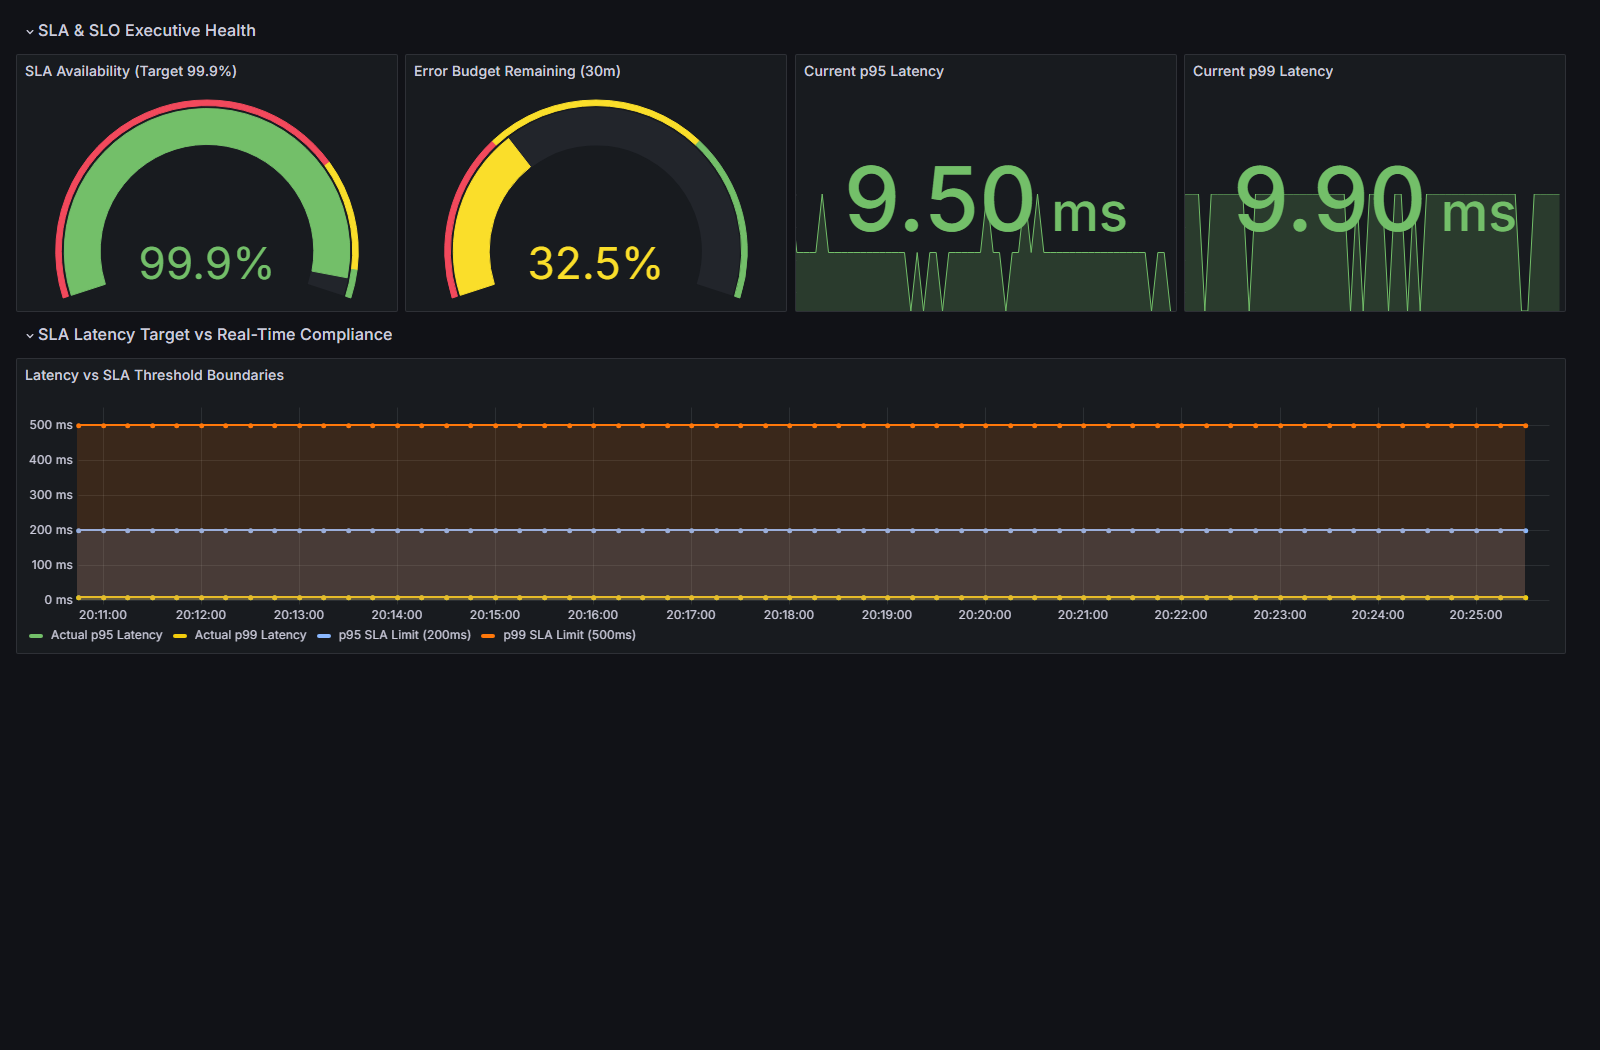 SLA & SLO Executive Health
SLA Availability (Target 99.9%)
99.9%
Error Budget Remaining (30m)
32.5%
Current p95 Latency
9.50 ms
Current p99 Latency
9.90 ms
SLA Latency Target vs Real-Time Compliance
Latency vs SLA Threshold Boundaries
500 ms
400 ms
300 ms
200 ms
100 ms
0 ms
20:11:00 20:12:00 20:13:00 20:14:00 20:15:00 20:16:00 20:17:00 20:18:00 20:19:00 20:20:00 20:21:00 20:22:00 20:23:00 20:24:00 20:25:00
Actual p95 Latency Actual p99 Latency p95 SLA Limit (200ms) p99 SLA Limit (500ms)